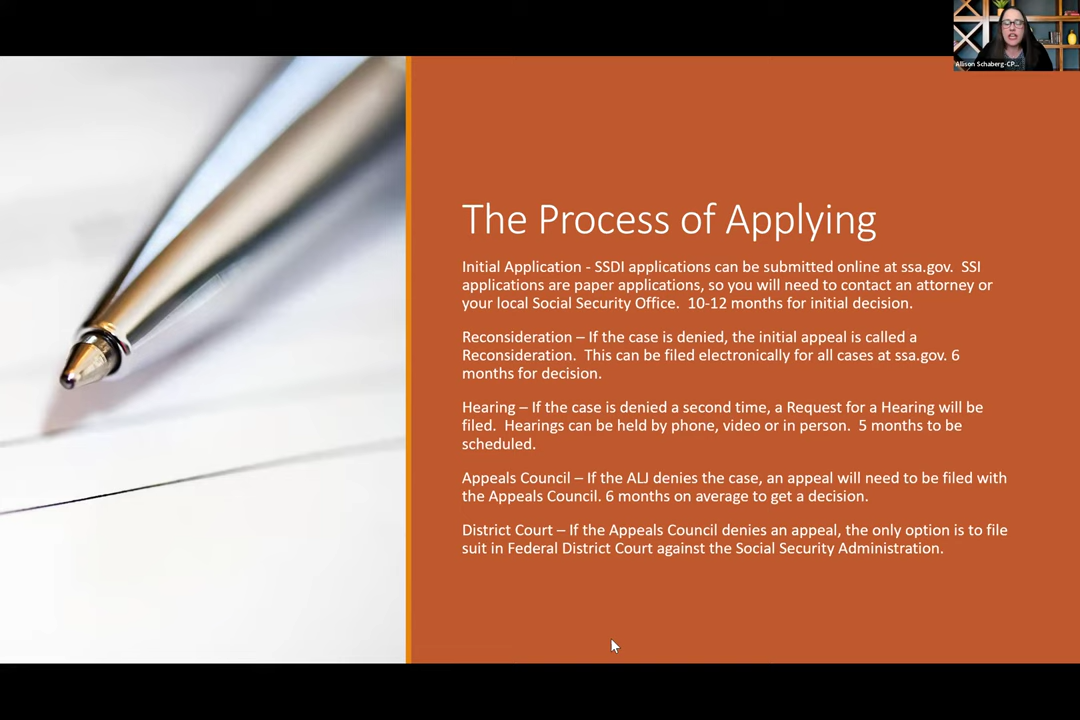 Allison Schaberg-CP...
The Process of Applying
Initial Application - SSDI applications can be submitted online at ssa.gov.  SSI
applications are paper applications, so you will need to contact an attorney or
your local Social Security Office.  10-12 months for initial decision.
Reconsideration – If the case is denied, the initial appeal is called a
Reconsideration.  This can be filed electronically for all cases at ssa.gov. 6
months for decision.
Hearing – If the case is denied a second time, a Request for a Hearing will be
filed.  Hearings can be held by phone, video or in person.  5 months to be
scheduled.
Appeals Council – If the ALJ denies the case, an appeal will need to be filed with
the Appeals Council. 6 months on average to get a decision.
District Court – If the Appeals Council denies an appeal, the only option is to file
suit in Federal District Court against the Social Security Administration.